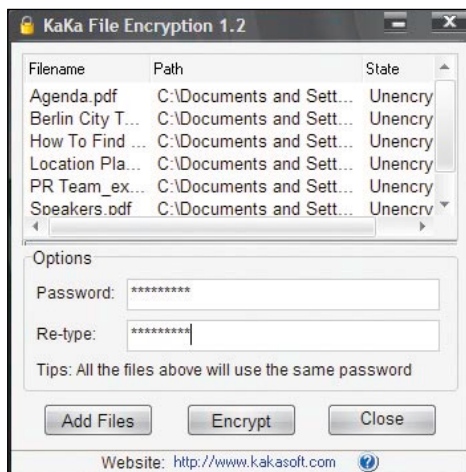 KaKa File Encryption 1.2
Filename Path State
Agenda.pdf C:\Documents and Sett... Unencry
Berlin City T... C:\Documents and Sett... Unencry
How To Find ... C:\Documents and Sett... Unencry
Location Pla... C:\Documents and Sett... Unencry
PR Team_ex... C:\Documents and Sett... Unencry
Speakers.pdf C:\Documents and Sett... Unencry
Options
Password: *********
Re-type: *********
Tips: All the files above will use the same password
Add Files Encrypt Close
Website: http://www.kakasoft.com ?